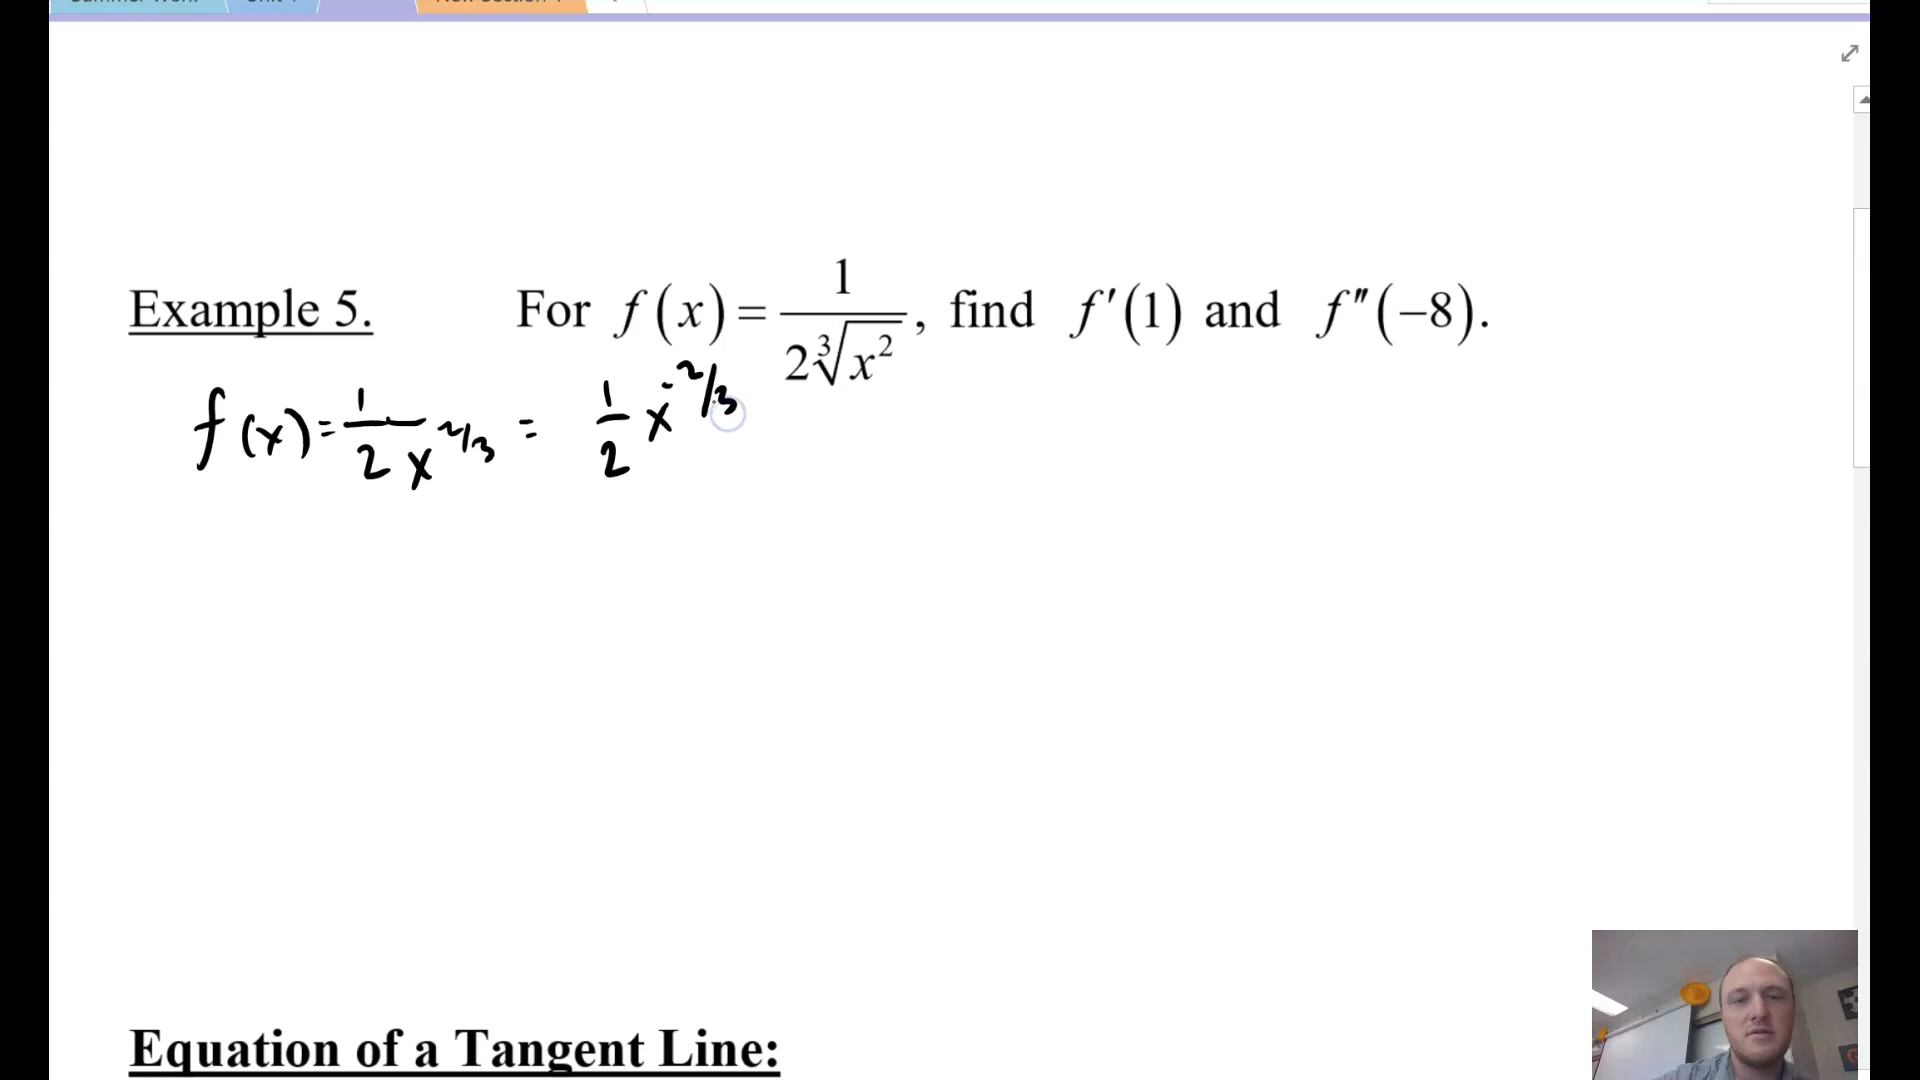 Example 5. For f(x) = 1/(2∛x²), find f′(1) and f″(−8).
f(x) = 1/(2x^2/3) = 1/2 x^-2/3
Equation of a Tangent Line: